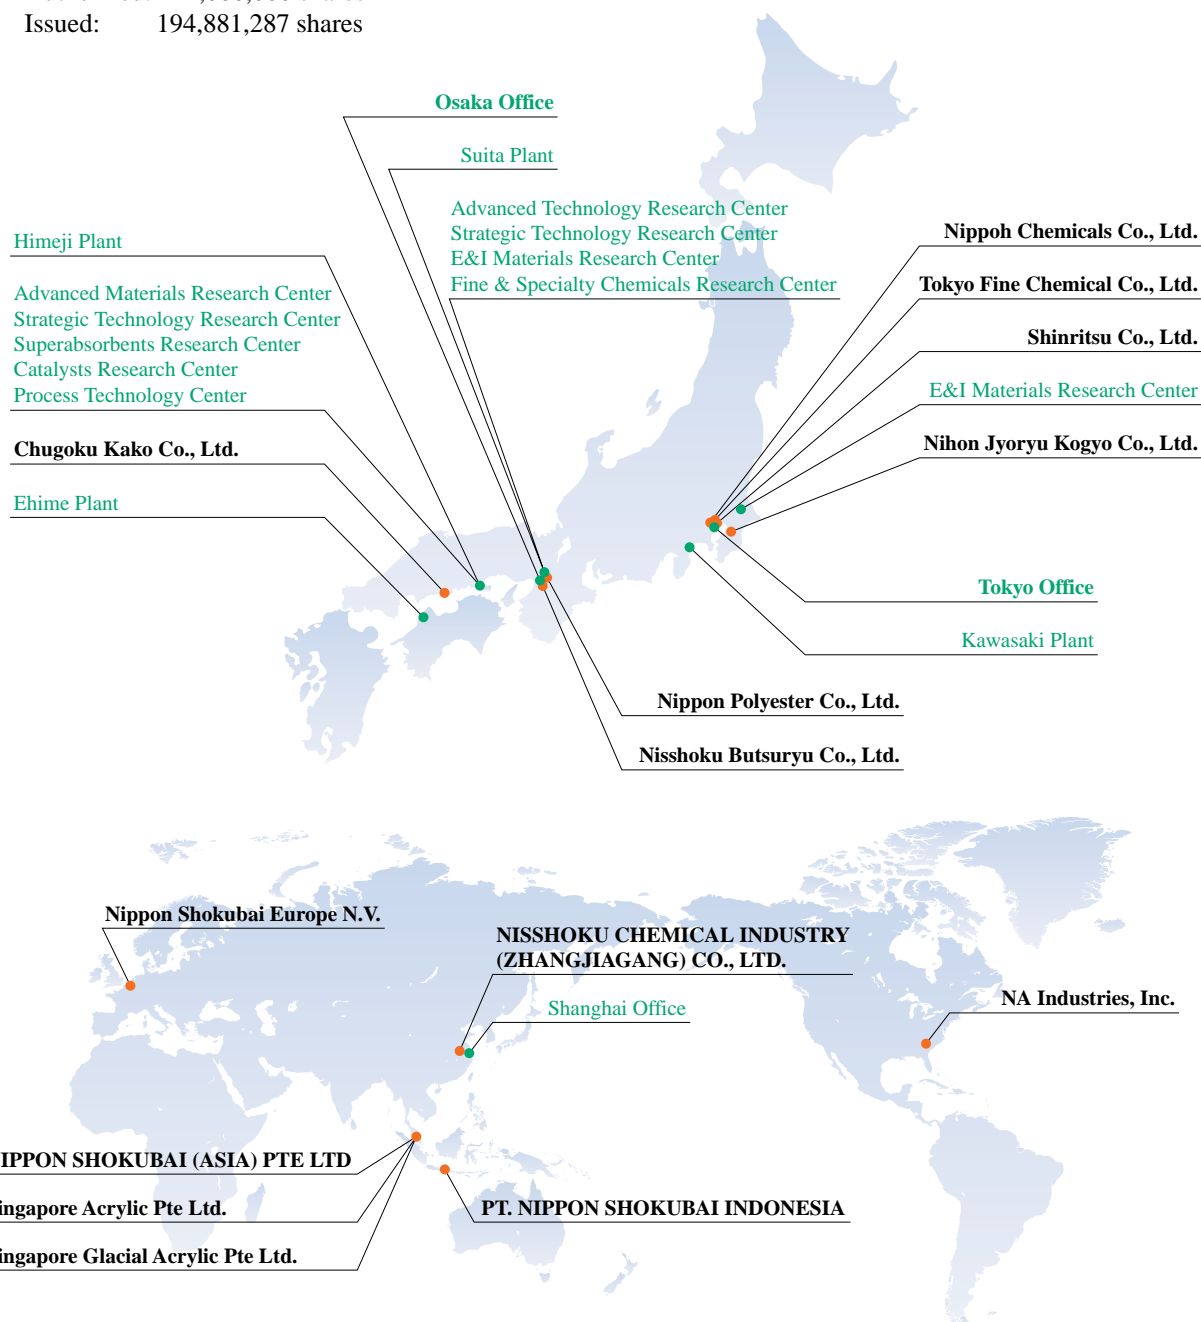 shares
Issued: 194,881,287 shares
Osaka Office
Suita Plant
Advanced Technology Research Center
Strategic Technology Research Center
E&I Materials Research Center
Fine & Specialty Chemicals Research Center
Himeji Plant
Advanced Materials Research Center
Strategic Technology Research Center
Superabsorbents Research Center
Catalysts Research Center
Process Technology Center
Chugoku Kako Co., Ltd.
Ehime Plant
Nippoh Chemicals Co., Ltd.
Tokyo Fine Chemical Co., Ltd.
Shinritsu Co., Ltd.
E&I Materials Research Center
Nihon Jyoryu Kogyo Co., Ltd.
Tokyo Office
Kawasaki Plant
Nippon Polyester Co., Ltd.
Nisshoku Butsuryu Co., Ltd.
Nippon Shokubai Europe N.V.
NISSHOKU CHEMICAL INDUSTRY
(ZHANGJIAGANG) CO., LTD.
Shanghai Office
NA Industries, Inc.
IPPON SHOKUBAI (ASIA) PTE LTD
ingapore Acrylic Pte Ltd.
ingapore Glacial Acrylic Pte Ltd.
PT. NIPPON SHOKUBAI INDONESIA